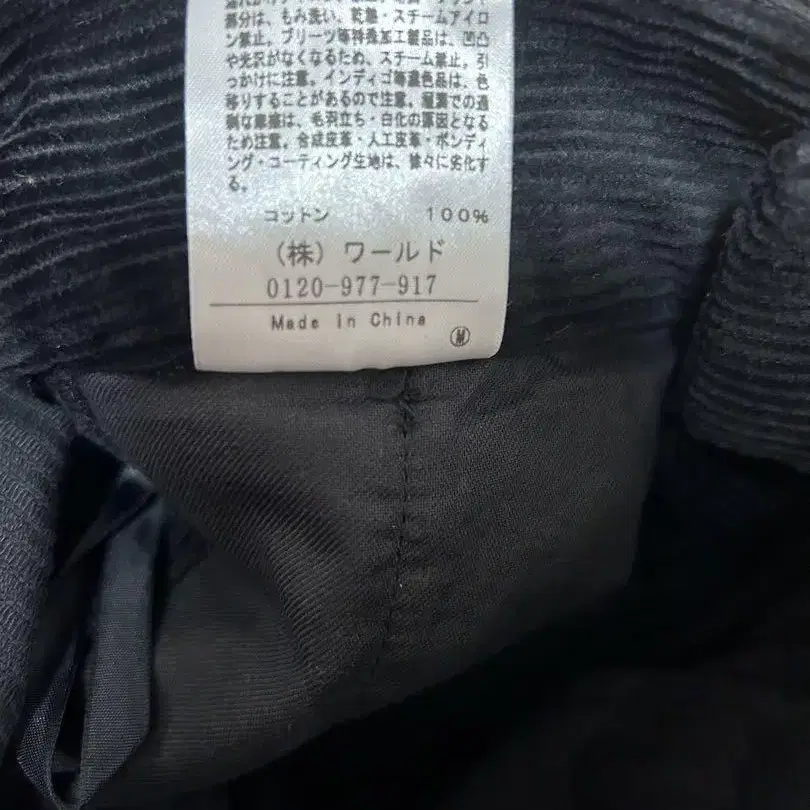 部分は、もみ洗い、乾燥・スチームアイロ
ン禁止。プリーツ等特殊加工製品は、凹凸
や光沢がなくなるため、スチーム禁止。引
っかけに注意。インディゴ等濃色品は、色
移りすることがあるので注意。湿潤での過
剰な摩擦は、毛羽立ち・白化の原因となる
ため注意。合成皮革・人工皮革・ボンディ
ング・コーティング生地は、徐々に劣化す
る。
コットン 100%
(株)ワールド
0120-977-917
Made in China
M